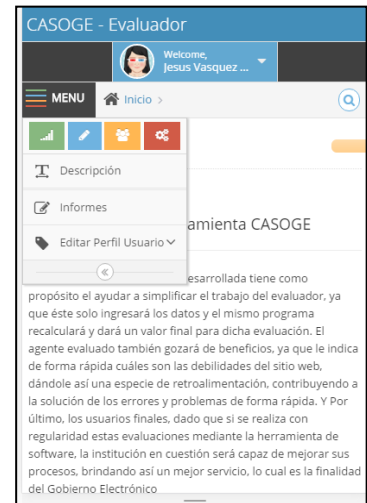 CASOGE - Evaluador
Welcome,
Jesus Vasquez ...
MENU
Inicio >
Descripción
Informes
amienta CASOGE
Editar Perfil Usuario
esarrollada tiene como
propósito el ayudar a simplificar el trabajo del evaluador, ya
que éste solo ingresará los datos y el mismo programa
recalculará y dará un valor final para dicha evaluación. El
agente evaluado también gozará de beneficios, ya que le indica
de forma rápida cuáles son las debilidades del sitio web,
dándole así una especie de retroalimentación, contribuyendo a
la solución de los errores y problemas de forma rápida. Y Por
último, los usuarios finales, dado que si se realiza con
regularidad estas evaluaciones mediante la herramienta de
software, la institución en cuestión será capaz de mejorar sus
procesos, brindando así un mejor servicio, lo cual es la finalidad
del Gobierno Electrónico